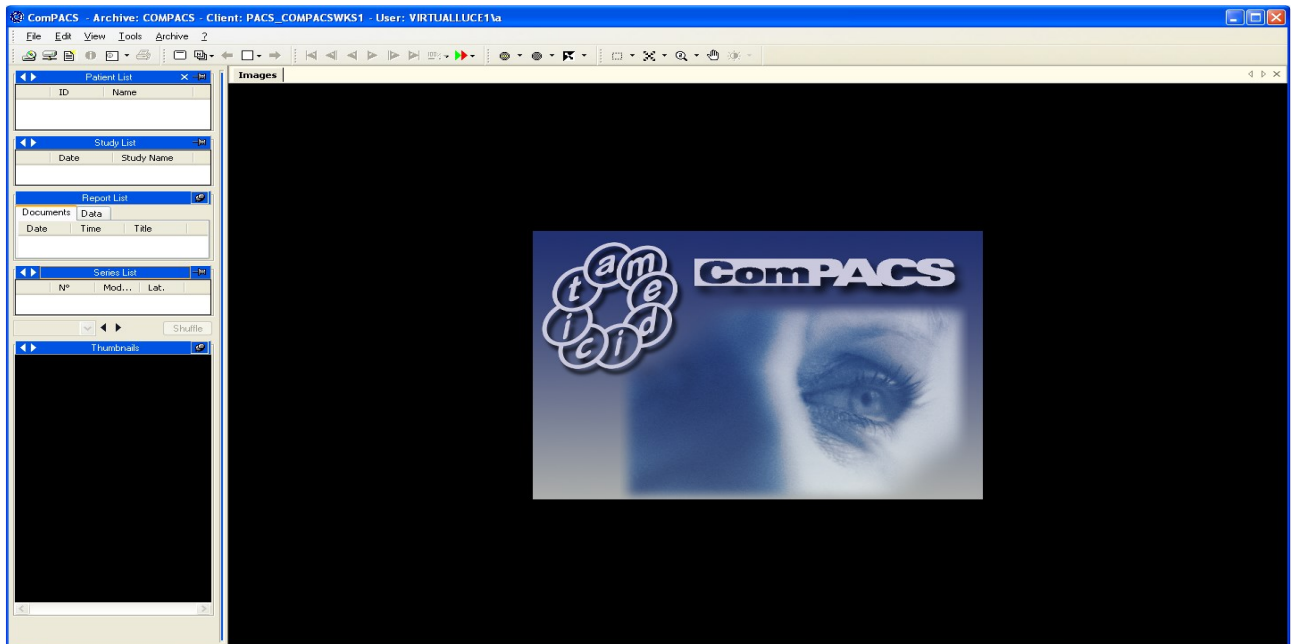 ComPACS - Archive: COMPACS - Client: PACS_COMPACSWKS1 - User: VIRTUALLUCE1\a
File Edit View Tools Archive ?
Patient List
ID Name
Study List
Date Study Name
Report List
Documents Data
Date Time Title
Series List
N° Mod... Lat.
Shuffle
Thumbnails
Images
medicimat
ComPACS